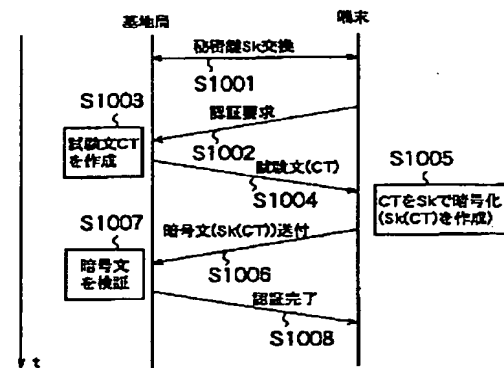 基地局
端末
秘密鍵Sk交換
S1001
S1003
認証要求
試験文CT
を作成
S1002
試験文(CT)
S1005
S1004
CTをSkで暗号化
(Sk(CT)を作成)
S1007
暗号文(Sk(CT))送付
暗号文
を検証
S1006
認証完了
S1008
t